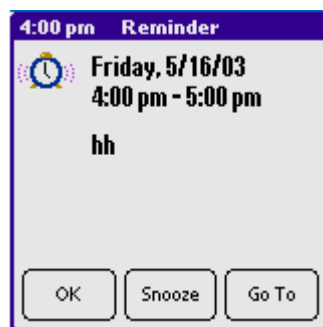 4:00 pm Reminder
Friday, 5/16/03
4:00 pm - 5:00 pm
hh
OK Snooze Go To